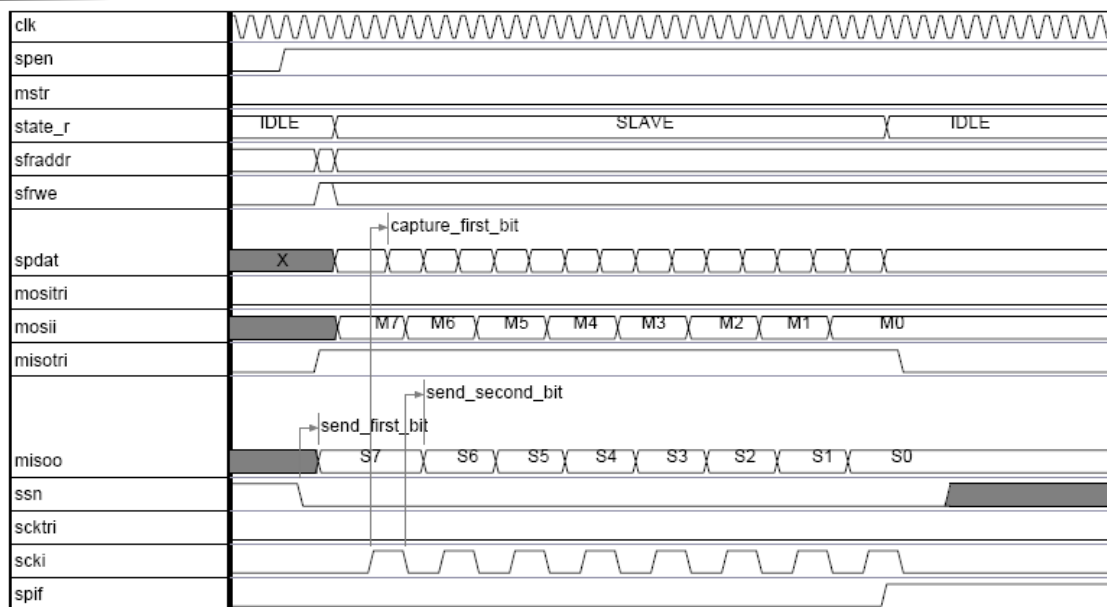 clk
spen
mstr
state_r IDLE SLAVE IDLE
sfraddr
sfrwe
capture_first_bit
spdat X
mositri
mosii M7 M6 M5 M4 M3 M2 M1 M0
misotri
send_second_bit
send_first_bit
misoo S7 S6 S5 S4 S3 S2 S1 S0
ssn
scktri
scki
spif